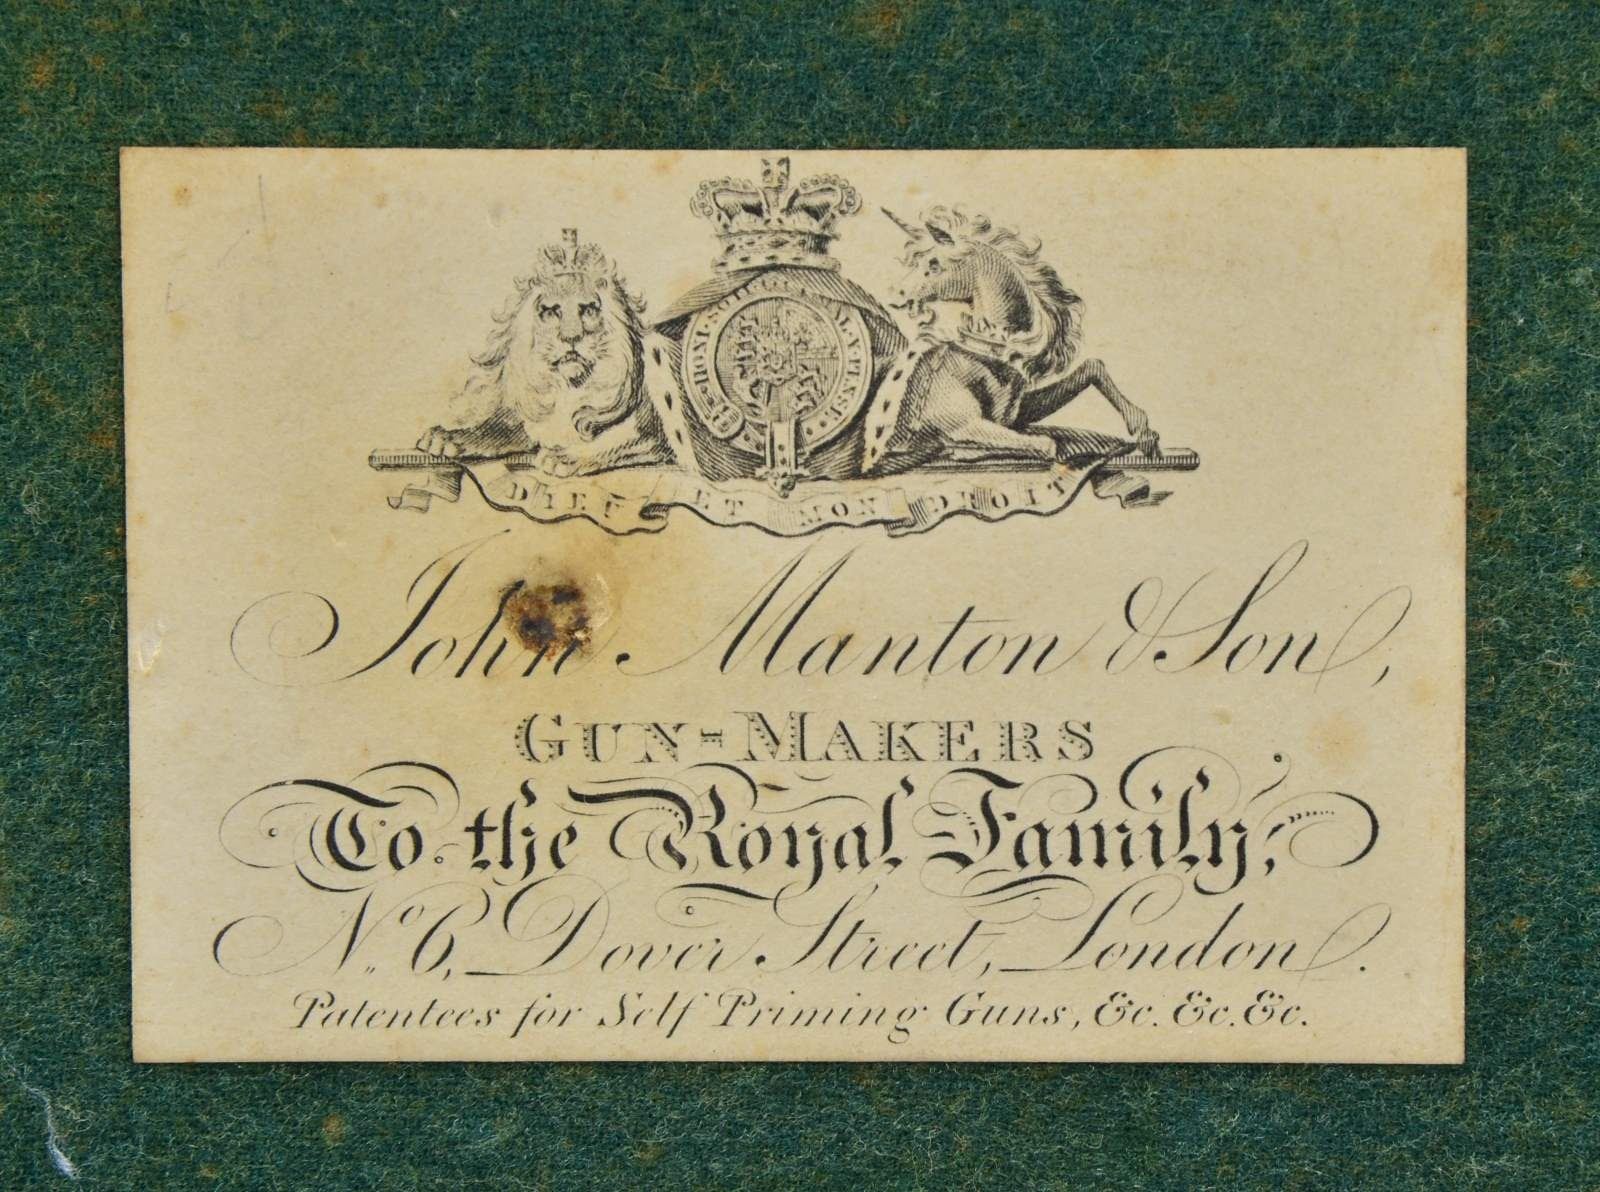 HONI·SOIT·QUI·MAL·Y·PENSE
DIEU ET MON DROIT
John Manton & Son,
GUN-MAKERS
To the Royal Family,
No. 6, Dover Street, London.
Patentees for Self Priming Guns, &c. &c. &c.